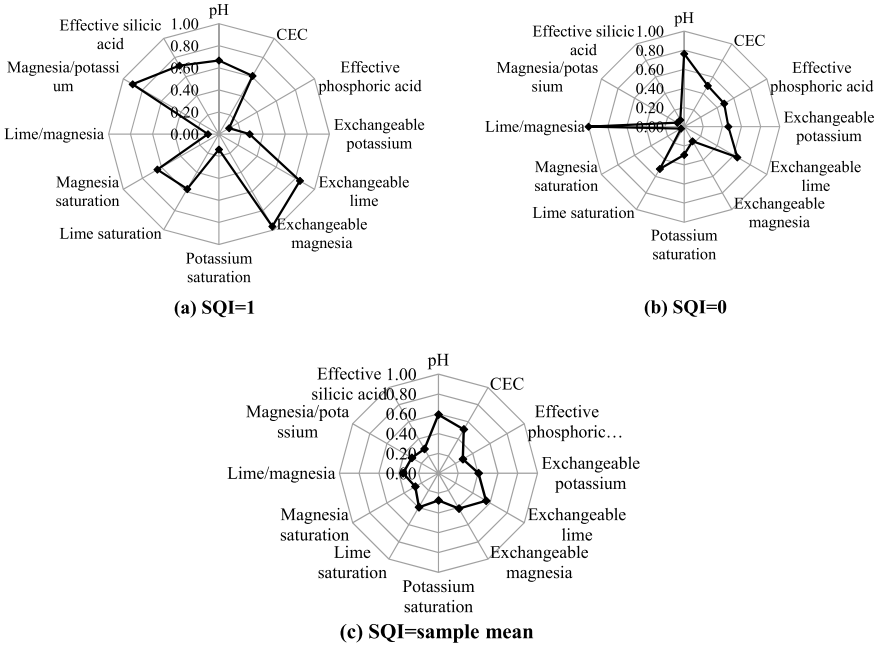 pH
1.00
0.80
0.60
0.40
0.20
0.00
CEC
Effective
phosphoric acid
Exchangeable
potassium
Exchangeable
lime
Exchangeable
magnesia
Potassium
saturation
Lime saturation
Magnesia
saturation
Lime/magnesia
Magnesia/potassi
um
Effective silicic
acid
(a) SQI=1
pH
1.00
0.80
0.60
0.40
0.20
0.00
CEC
Effective
phosphoric acid
Exchangeable
potassium
Exchangeable
lime
Exchangeable
magnesia
Potassium
saturation
Lime saturation
Magnesia
saturation
Lime/magnesia
Magnesia/potas
sium
Effective silicic
acid
(b) SQI=0
pH
1.00
0.80
0.60
0.40
0.20
0.00
CEC
Effective
phosphoric…
Exchangeable
potassium
Exchangeable
lime
Exchangeable
magnesia
Potassium
saturation
Lime
saturation
Magnesia
saturation
Lime/magnesia
Magnesia/pota
ssium
Effective
silicic acid
(c) SQI=sample mean